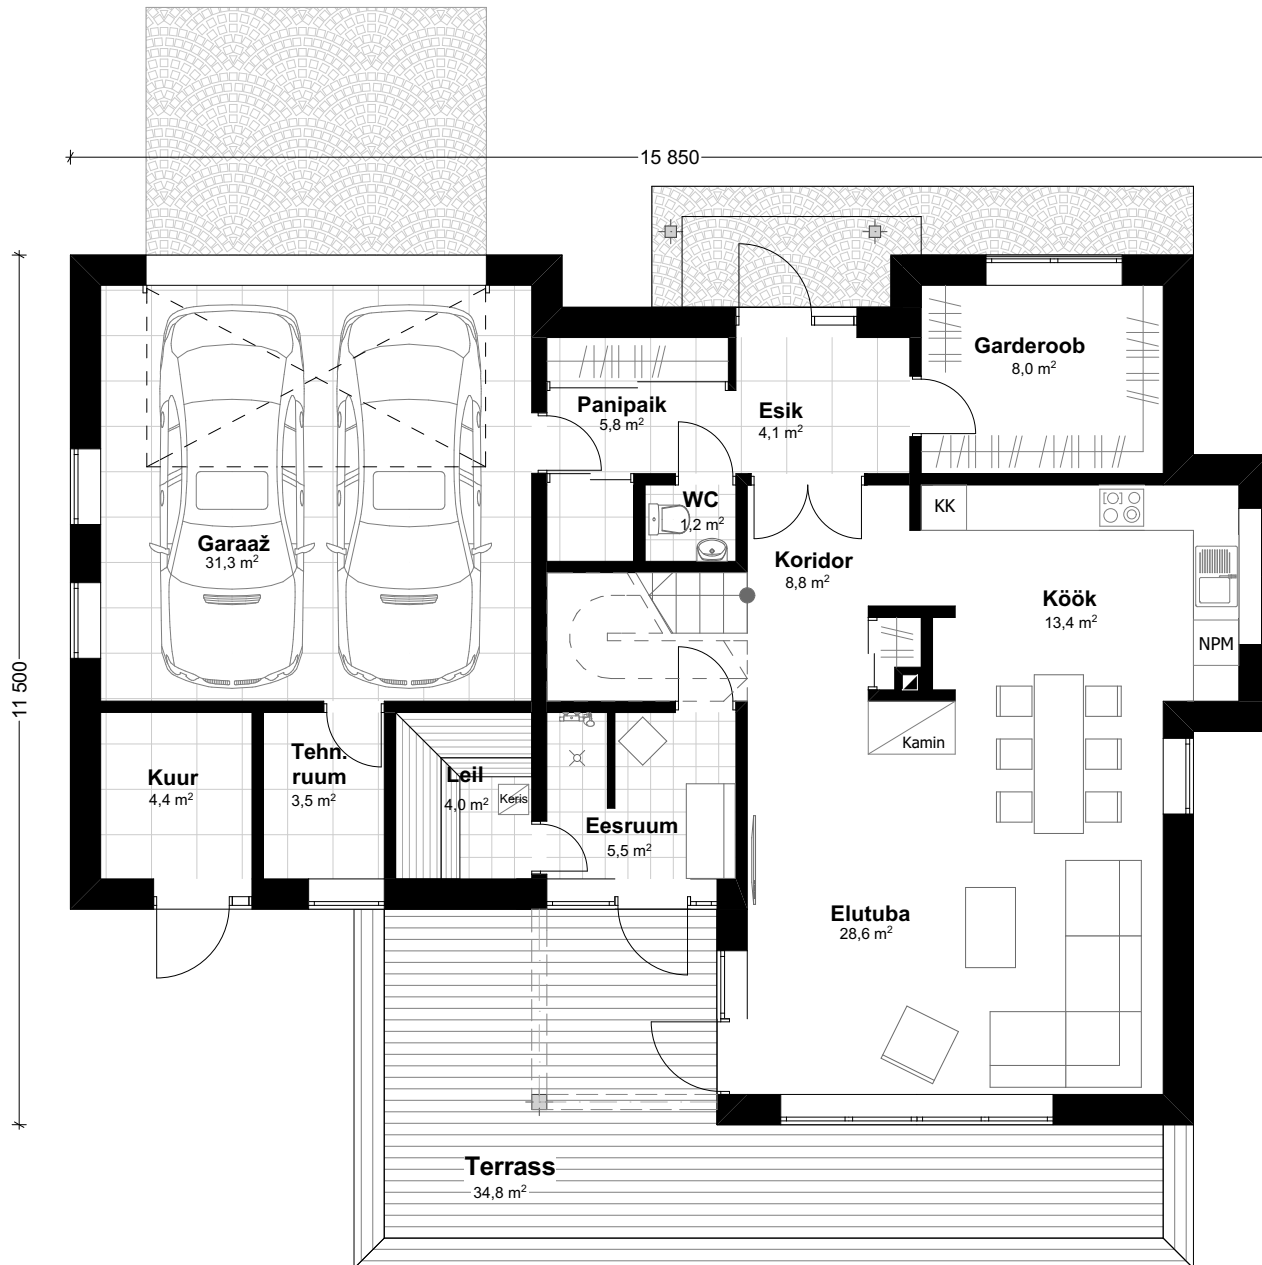 15 850
11 500
Garderoob
8,0 m²
Panipaik
5,8 m²
Esik
4,1 m²
WC
1,2 m²
KK
Garaaž
31,3 m²
Koridor
8,8 m²
Köök
13,4 m²
NPM
Kamin
Kuur
4,4 m²
Tehn.
ruum
3,5 m²
Leil
4,0 m²
Keris
Eesruum
5,5 m²
Elutuba
28,6 m²
Terrass
34,8 m²